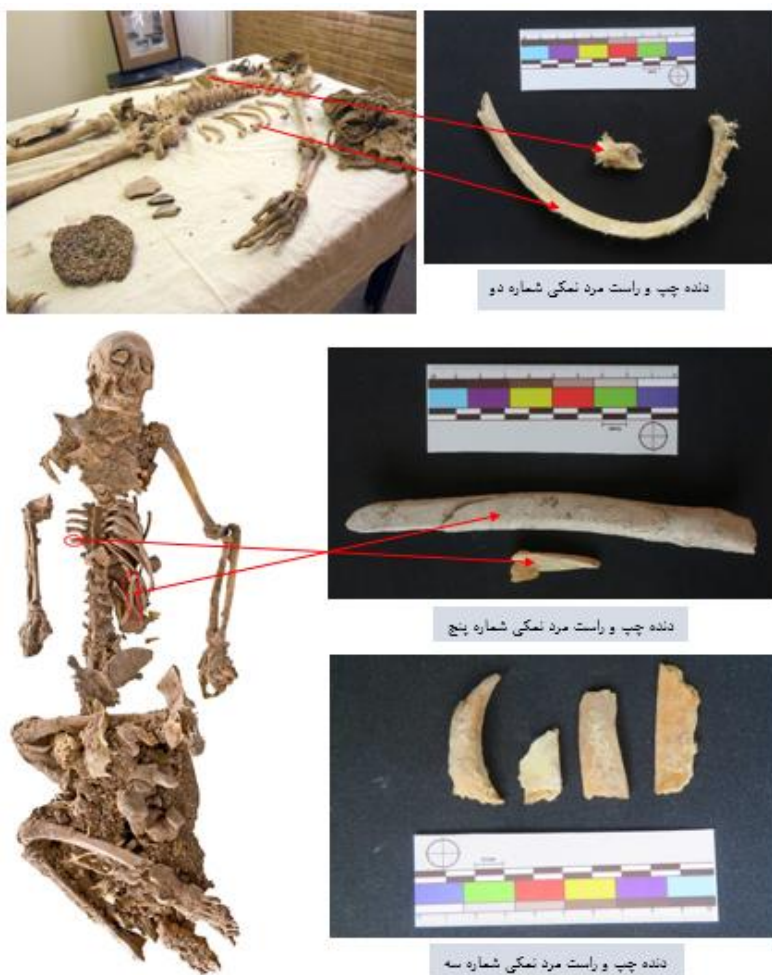 دنده چپ و راست مرد نمکی شماره دو
دنده چپ و راست مرد نمکی شماره پنج
دنده چپ و راست مرد نمکی شماره سه